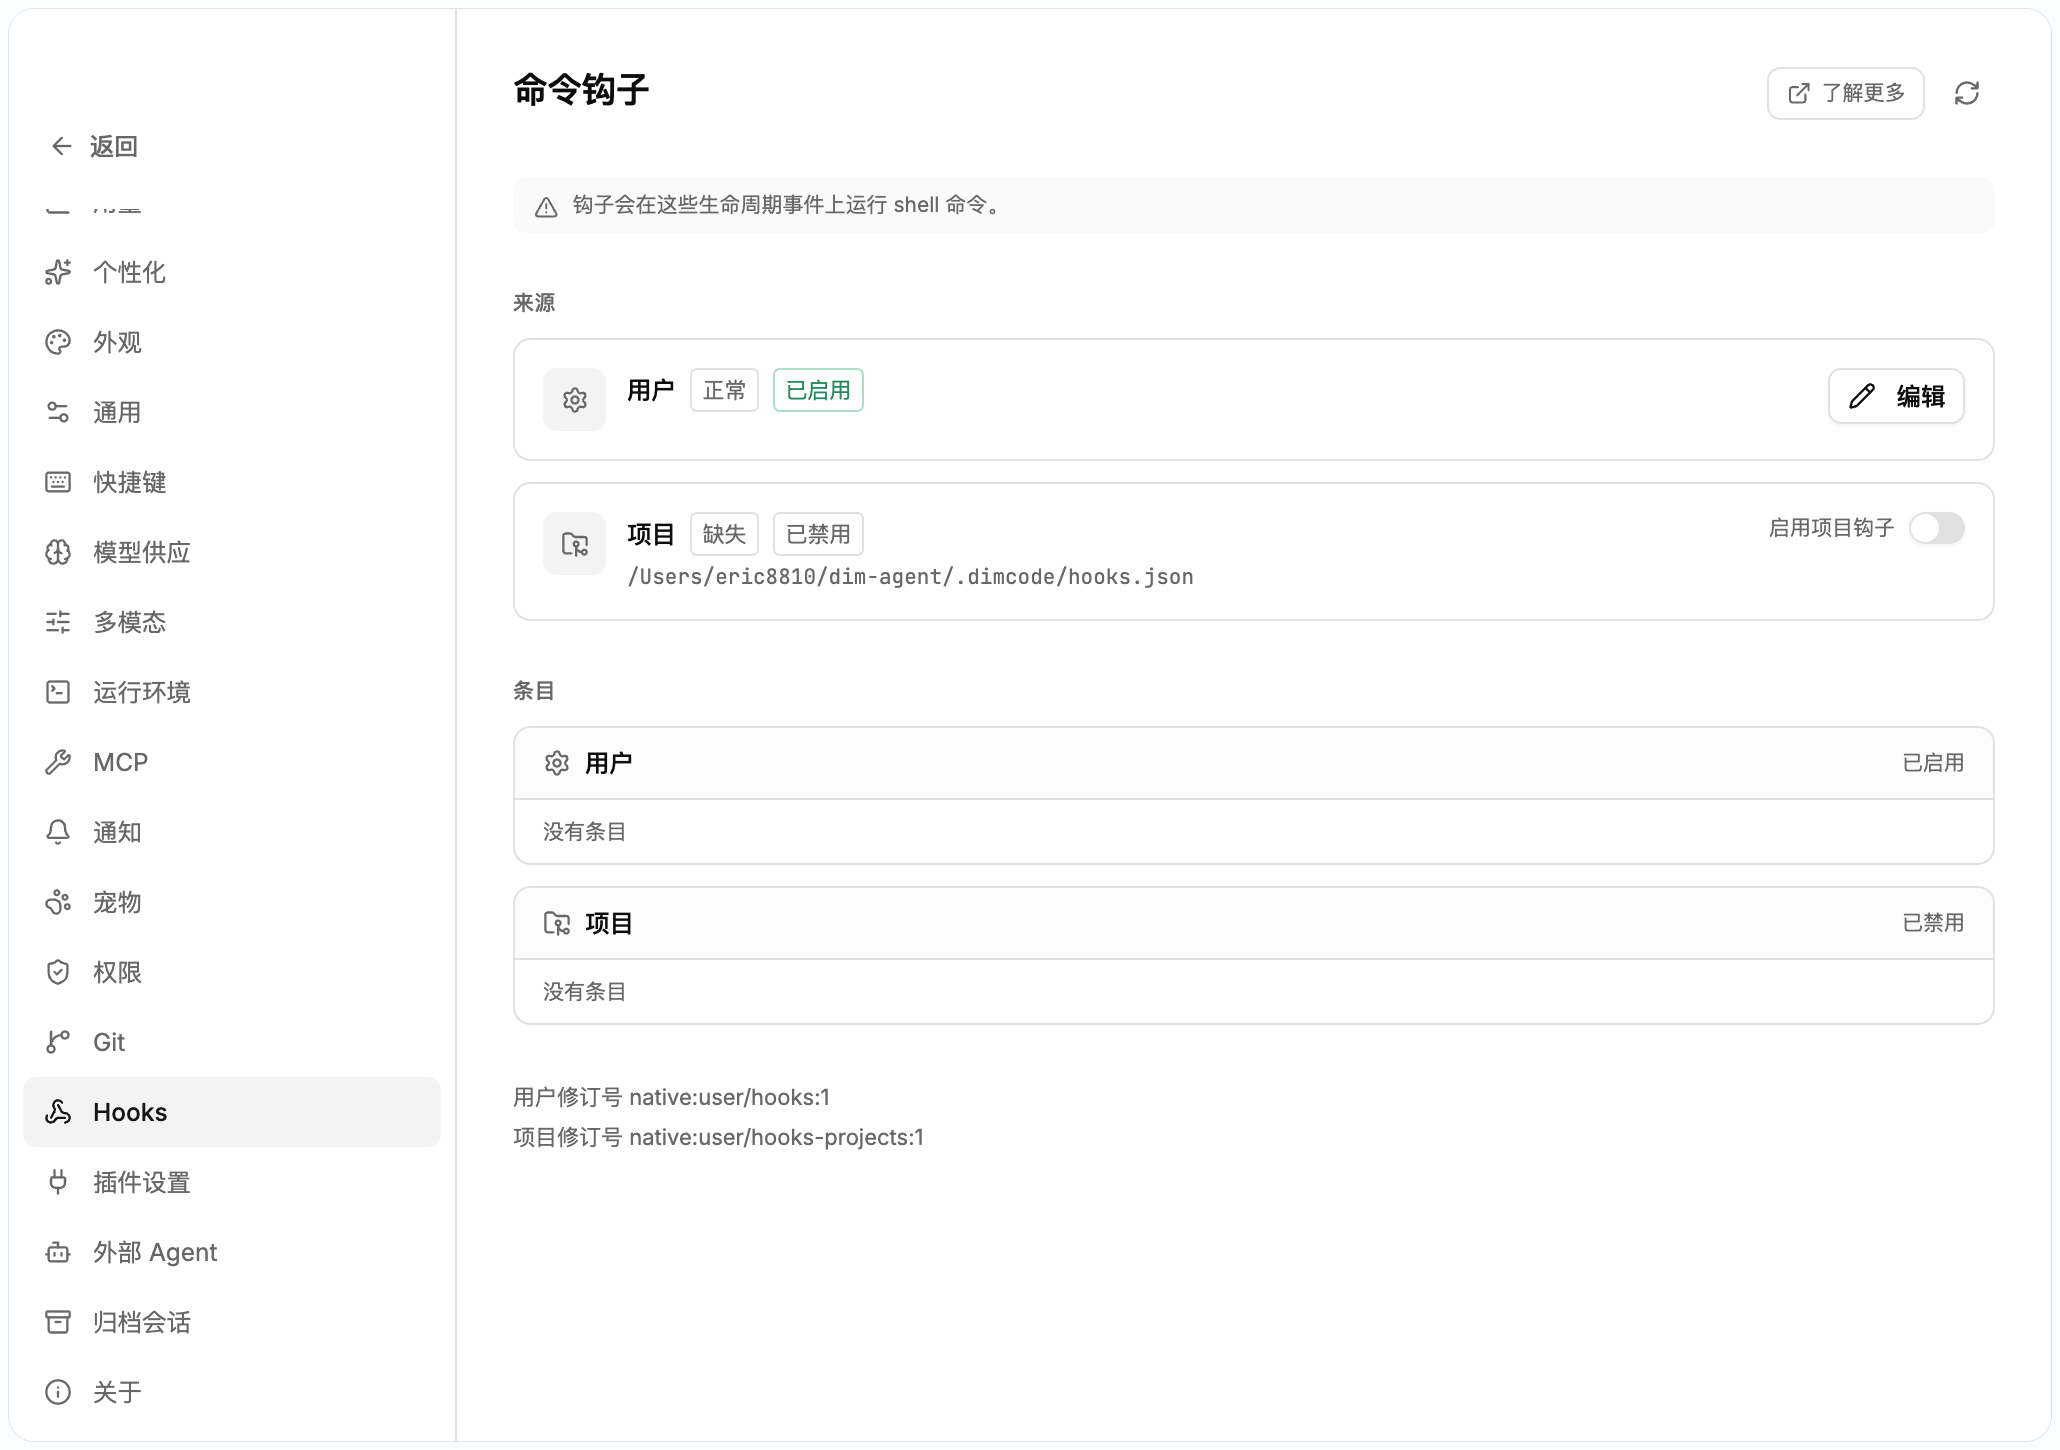 返回
个性化
外观
通用
快捷键
模型供应
多模态
运行环境
MCP
通知
宠物
权限
Git
Hooks
插件设置
外部 Agent
归档会话
关于
命令钩子
了解更多
钩子会在这些生命周期事件上运行 shell 命令。
来源
用户 正常 已启用
编辑
项目 缺失 已禁用
启用项目钩子
/Users/eric8810/dim-agent/.dimcode/hooks.json
条目
用户 已启用
没有条目
项目 已禁用
没有条目
用户修订号 native:user/hooks:1
项目修订号 native:user/hooks-projects:1